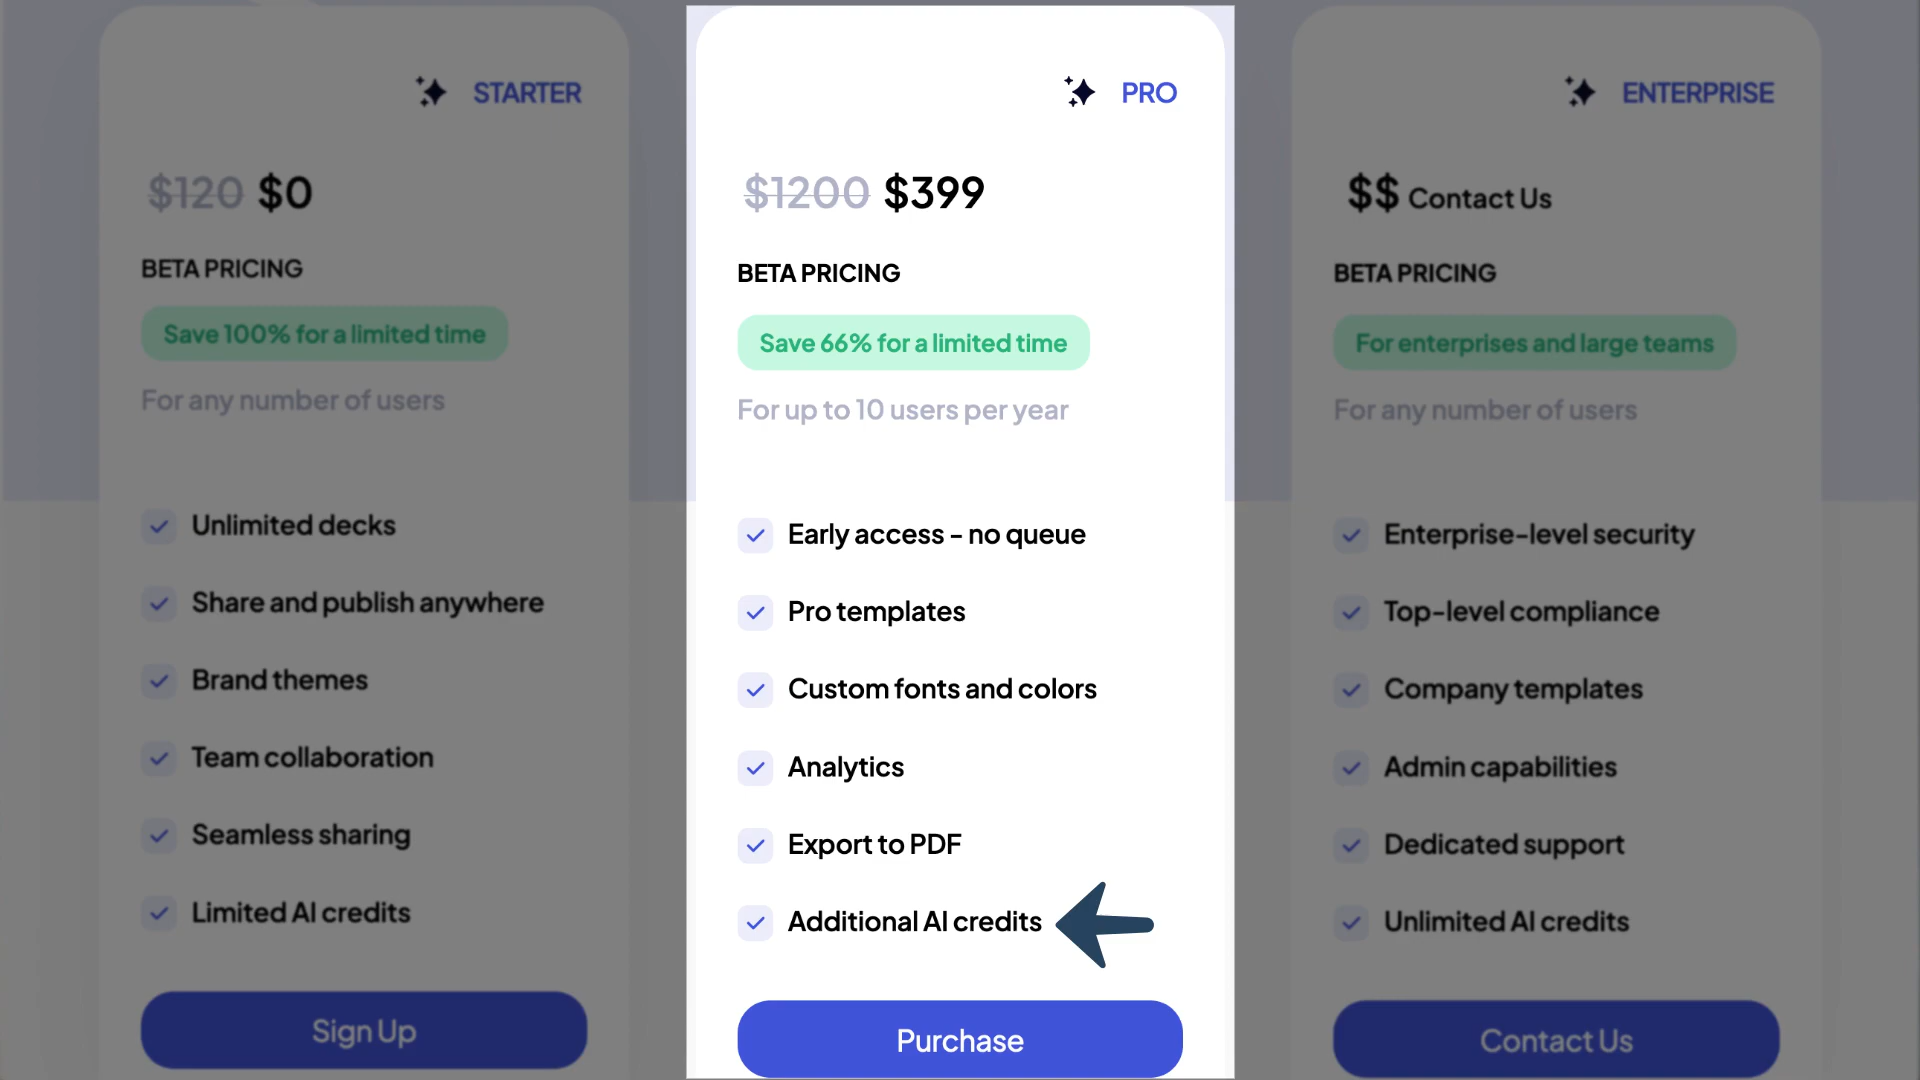 STARTER
$120 $0
BETA PRICING
Save 100% for a limited time
For any number of users
Unlimited decks
Share and publish anywhere
Brand themes
Team collaboration
Seamless sharing
Limited AI credits
Sign Up
PRO
$1200 $399
BETA PRICING
Save 66% for a limited time
For up to 10 users per year
Early access - no queue
Pro templates
Custom fonts and colors
Analytics
Export to PDF
Additional AI credits
Purchase
ENTERPRISE
$$ Contact Us
BETA PRICING
For enterprises and large teams
For any number of users
Enterprise-level security
Top-level compliance
Company templates
Admin capabilities
Dedicated support
Unlimited AI credits
Contact Us